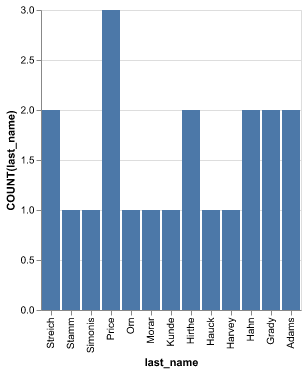 3.0
2.5
2.0
1.5
1.0
0.5
0.0
COUNT(last_name)
Streich
Stamm
Simonis
Price
Orn
Morar
Kunde
Hirthe
Hauck
Harvey
Hahn
Grady
Adams
last_name